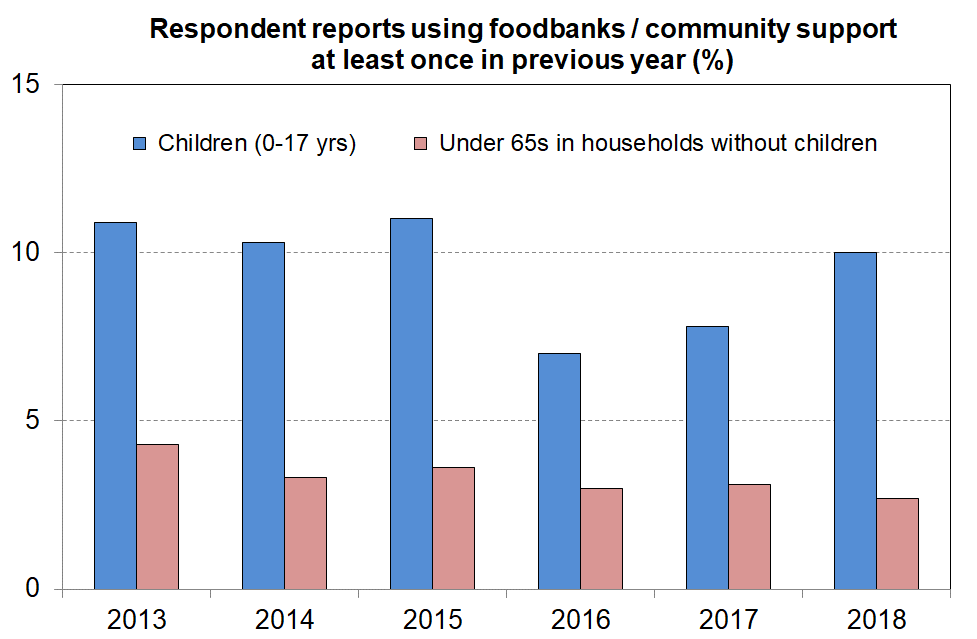 Respondent reports using foodbanks / community support
at least once in previous year (%)
15
Children (0-17 yrs) Under 65s in households without children
10
5
0
2013 2014 2015 2016 2017 2018